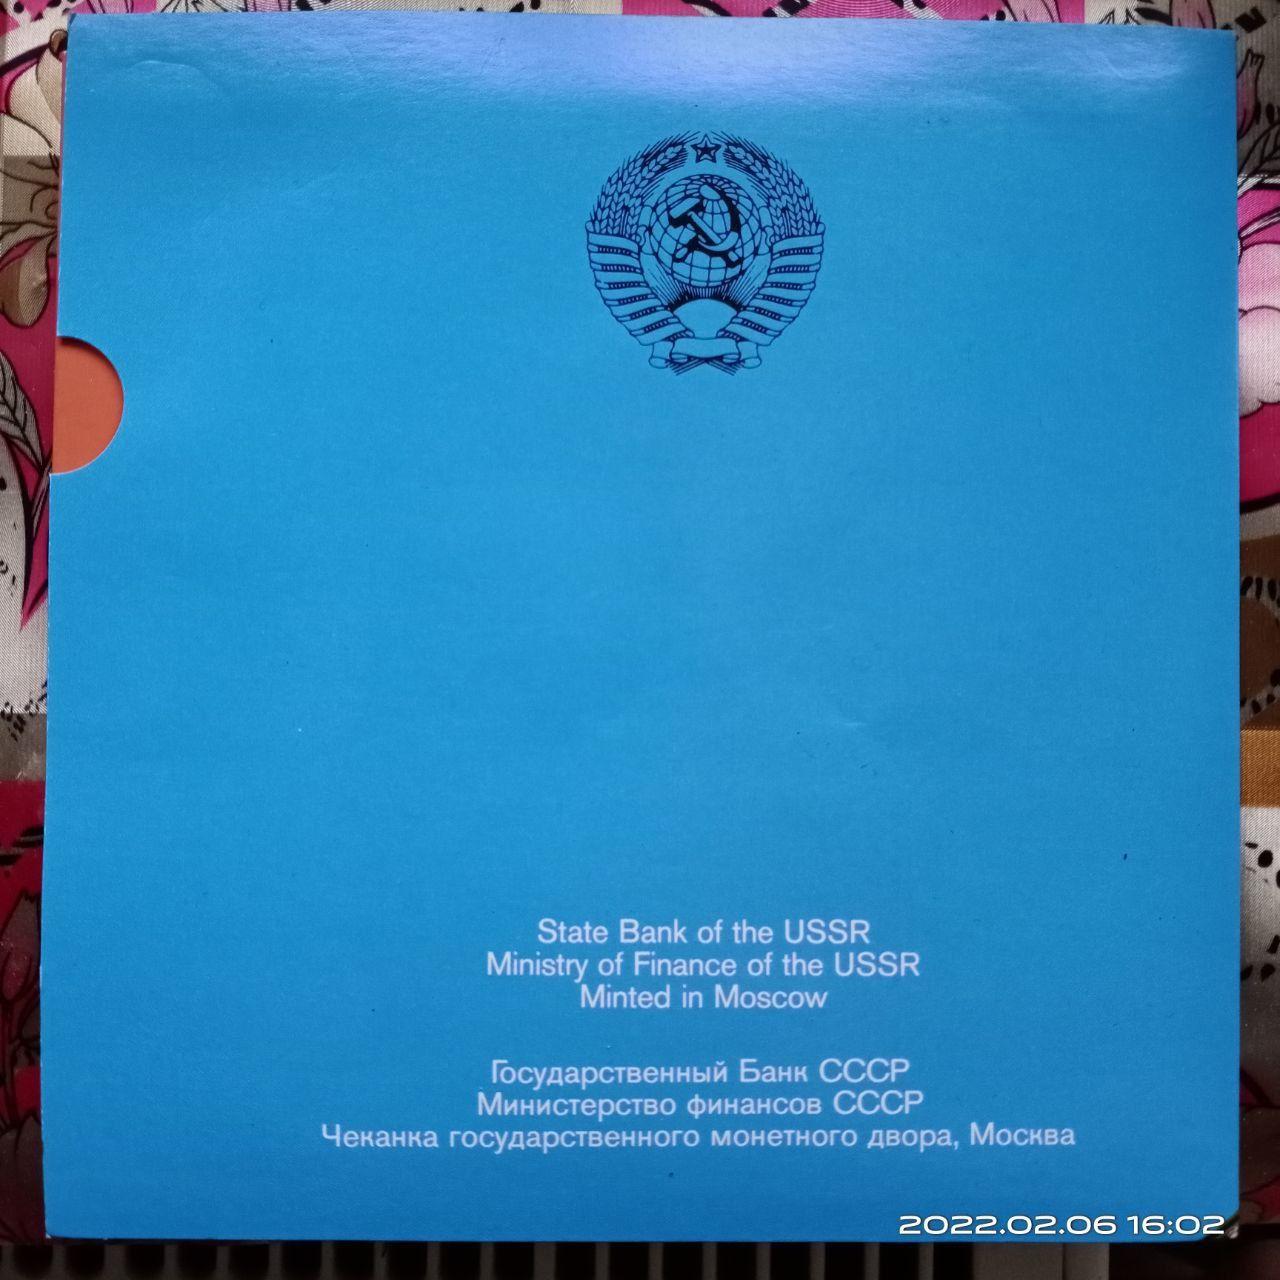 State Bank of the USSR
Ministry of Finance of the USSR
Minted in Moscow
Государственный Банк СССР
Министерство финансов СССР
Чеканка государственного монетного двора, Москва
2022.02.06 16:02